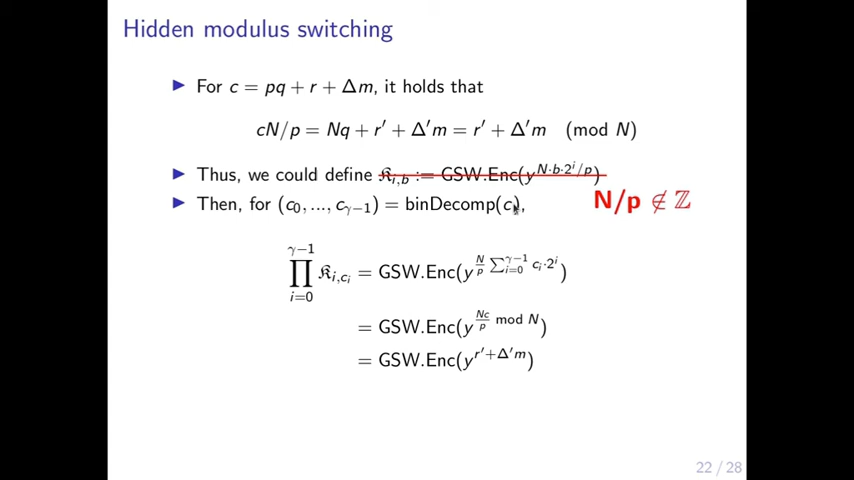 Hidden modulus switching
For c = pq + r + Δm, it holds that
cN/p = Nq + r′ + Δ′m = r′ + Δ′m (mod N)
Thus, we could define 𝔎_{i,b} := GSW.Enc(y^{N·b·2^i/p})
Then, for (c_0, ..., c_{γ−1}) = binDecomp(c),
N/p ∉ ℤ
∏_{i=0}^{γ−1} 𝔎_{i,c_i} = GSW.Enc(y^{\frac{N}{p} ∑_{i=0}^{γ−1} c_i·2^i})
= GSW.Enc(y^{\frac{Nc}{p} mod N})
= GSW.Enc(y^{r′+Δ′m})
22 / 28